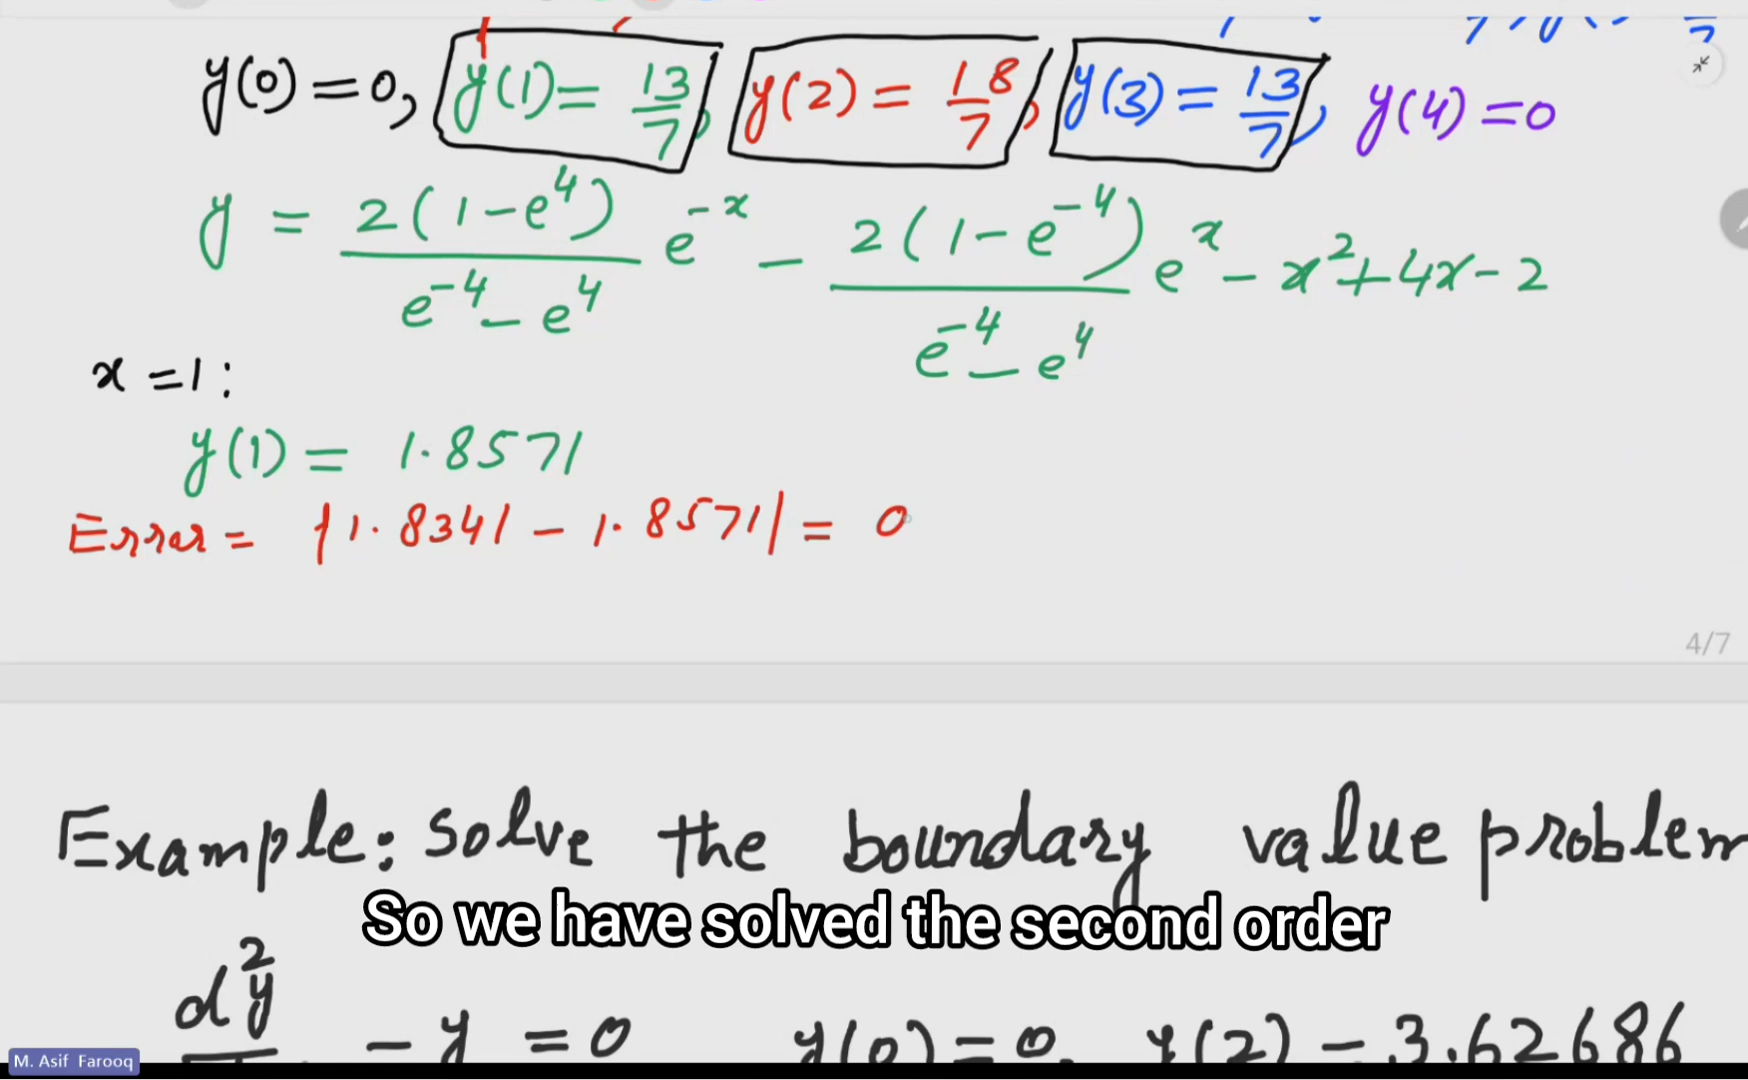 y(0) = 0, y(1) = 13/7, y(2) = 18/7, y(3) = 13/7, y(4) = 0
y = 2(1 - e^4)/(e^-4 - e^4) e^-x - 2(1 - e^-4)/(e^-4 - e^4) e^x - x^2 + 4x - 2
x = 1 :
y(1) = 1.8571
Error = |1.8341 - 1.8571| = 0
4/7
Example: solve the boundary value problem
So we have solved the second order
d^2y - y = 0 y(0) = 0, y(2) = 3.62686
M. Asif Farooq